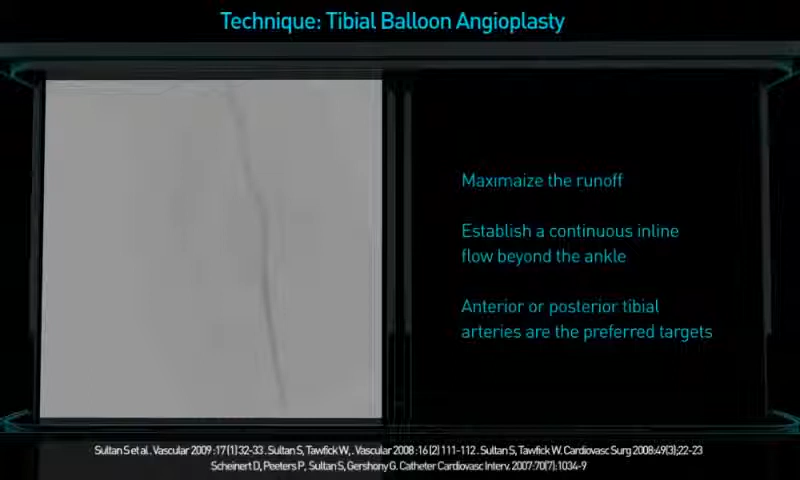 Technique: Tibial Balloon Angioplasty
Maximaize the runoff
Establish a continuous inline
flow beyond the ankle
Anterior or posterior tibial
arteries are the preferred targets
Sultan S et al. Vascular 2009 :17 (1) 32-33 . Sultan S, Tawfick W, . Vascular 2008 :16 (2) 111-112 . Sultan S, Tawfick W. Cardiovasc Surg 2008:49(3);22-23
Scheinert D, Peeters P, Sultan S, Gershony G. Catheter Cardiovasc Interv. 2007:70(7):1034-9